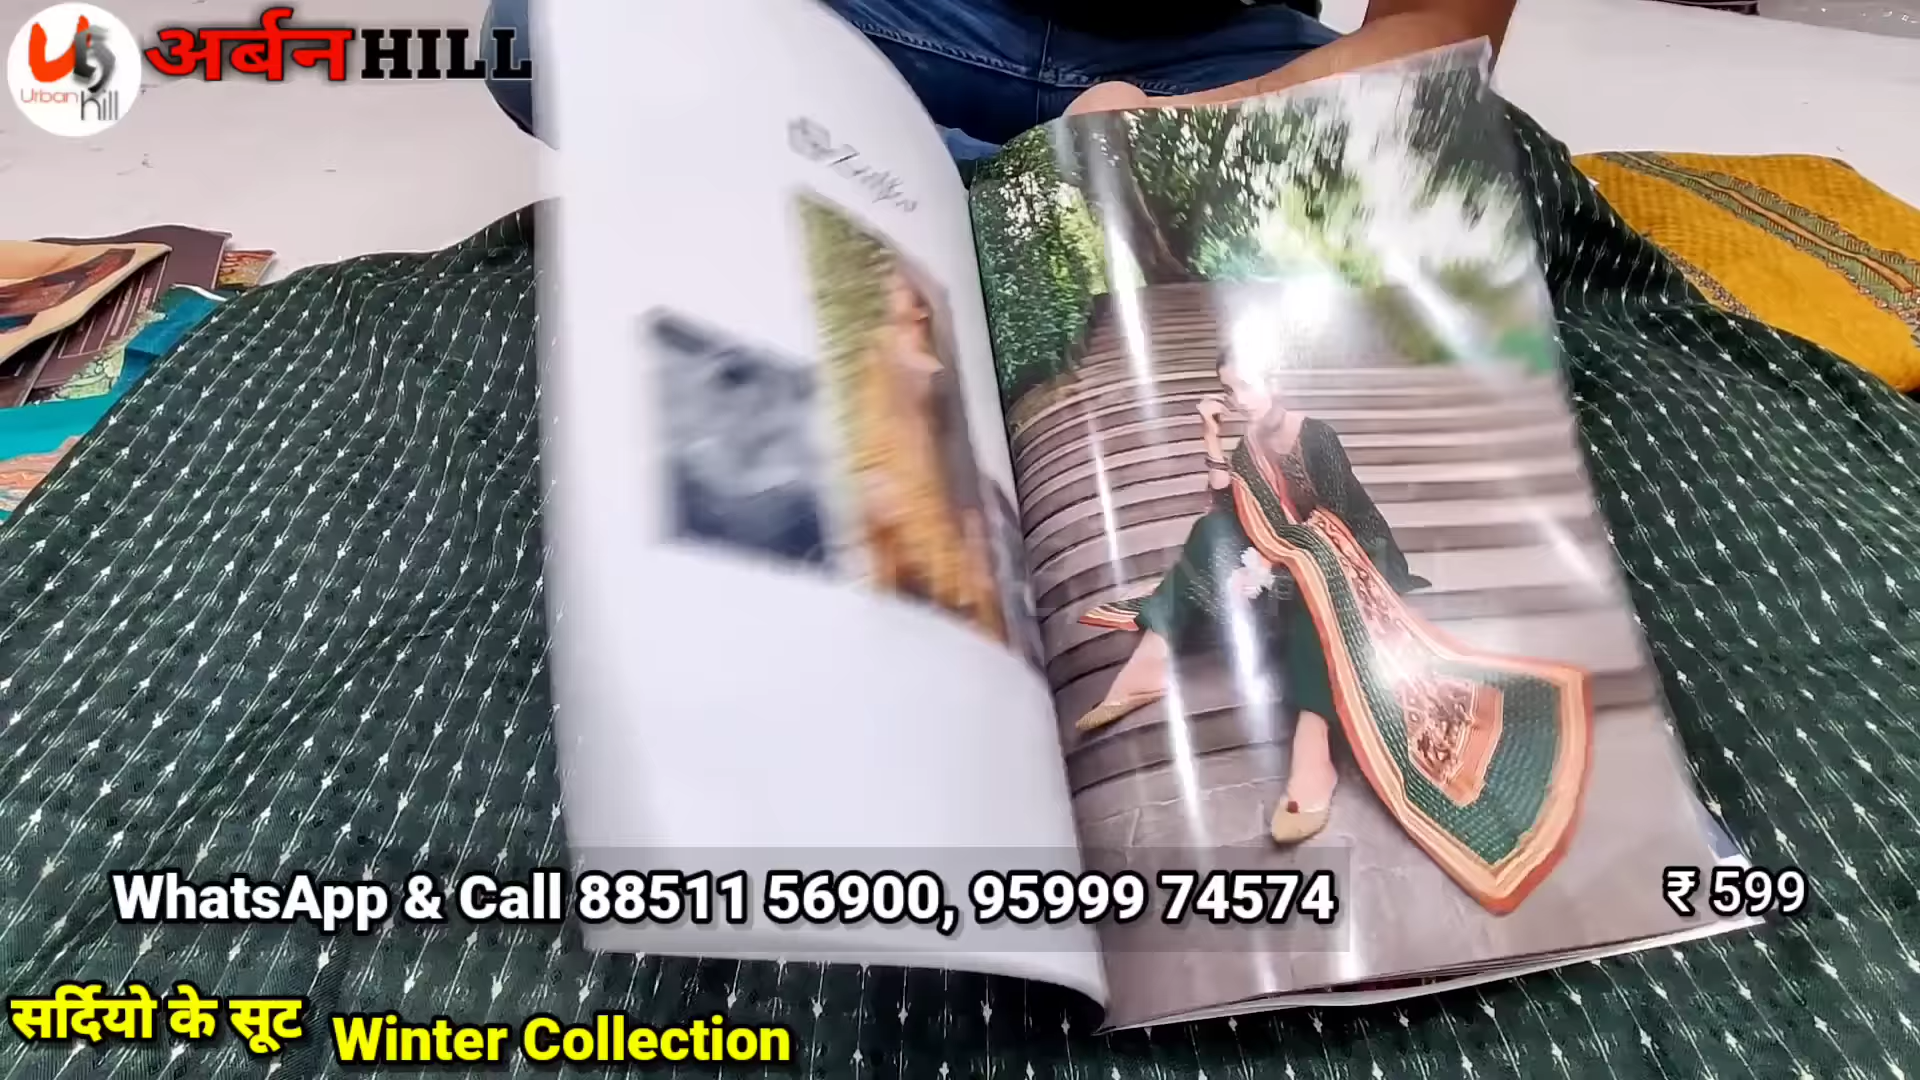 Urban
hill
अर्बन HILL
WhatsApp & Call 88511 56900, 95999 74574
₹ 599
सर्दियो के सूट
Winter Collection